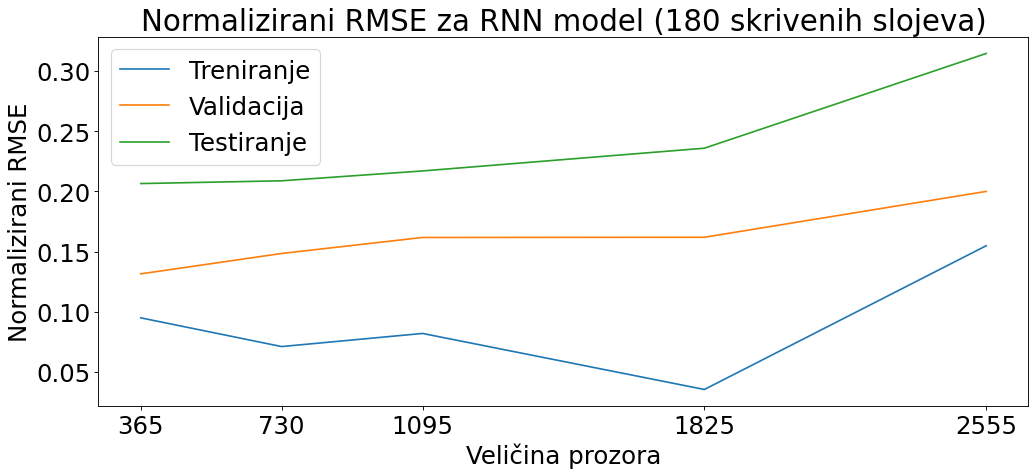 Normalizirani RMSE za RNN model (180 skrivenih slojeva)
Treniranje
Validacija
Testiranje
Normalizirani RMSE
0.30
0.25
0.20
0.15
0.10
0.05
365 730 1095 1825 2555
Veličina prozora